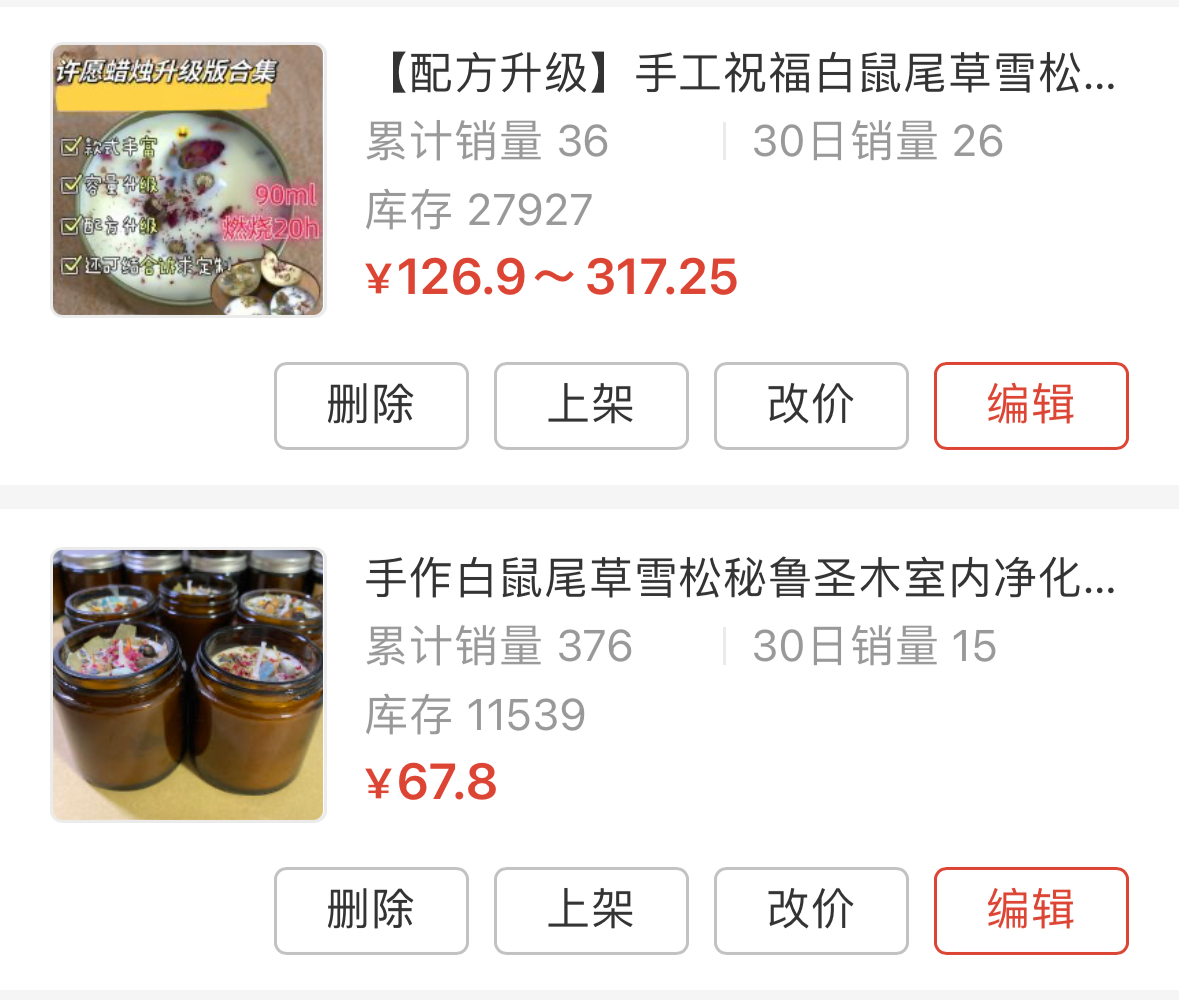 许愿蜡烛升级版合集
款式丰富
容量升级
90ml
配方升级
燃烧20h
还可结合诉求定制
【配方升级】手工祝福白鼠尾草雪松...
累计销量 36
30日销量 26
库存 27927
¥126.9~317.25
删除
上架
改价
编辑
手作白鼠尾草雪松秘鲁圣木室内净化...
累计销量 376
30日销量 15
库存 11539
¥67.8
删除
上架
改价
编辑